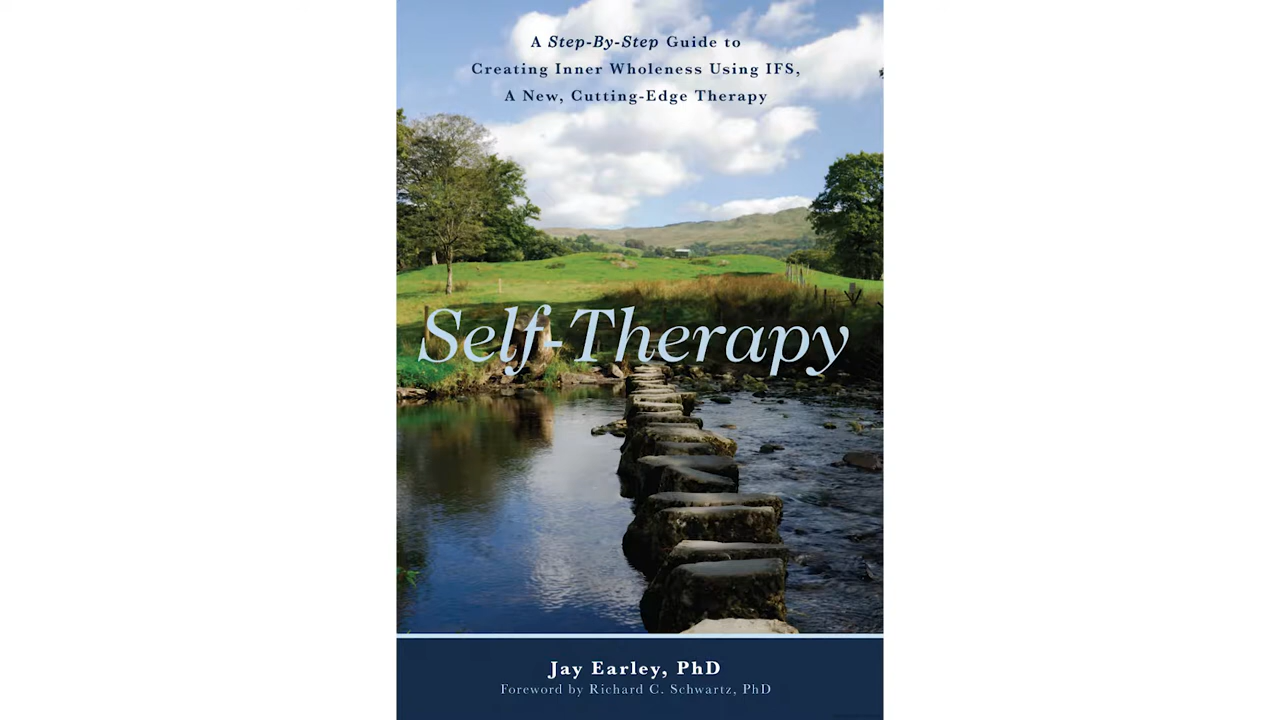 A Step-By-Step Guide to
Creating Inner Wholeness Using IFS,
A New, Cutting-Edge Therapy
Self-Therapy
Jay Earley, PhD
Foreword by Richard C. Schwartz, PhD